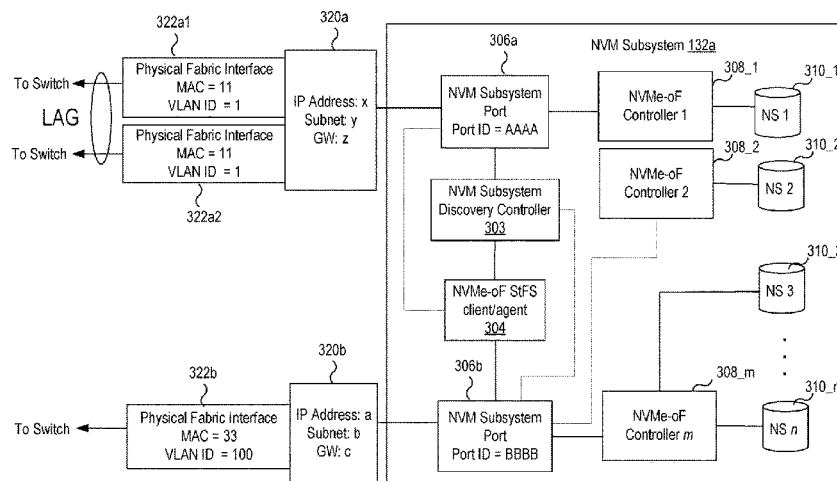 322a1
320a
306a
NVM Subsystem 132a
308_1
310_1
To Switch
Physical Fabric Interface
MAC = 11
VLAN ID = 1
LAG
IP Address: x
Subnet: y
GW: z
NVM Subsystem
Port
Port ID = AAAA
NVMe-oF
Controller 1
NS 1
To Switch
Physical Fabric Interface
MAC = 11
VLAN ID = 1
322a2
308_2
310_2
NVMe-oF
Controller 2
NS 2
NVM Subsystem
Discovery Controller
303
NVMe-oF StFS
client/agent
304
NS 3
320b
306b
308_m
322b
To Switch
Physical Fabric Interface
MAC = 33
VLAN ID = 100
IP Address: a
Subnet: b
GW: c
NVM Subsystem
Port
Port ID = BBBB
NVMe-oF
Controller m
NS n